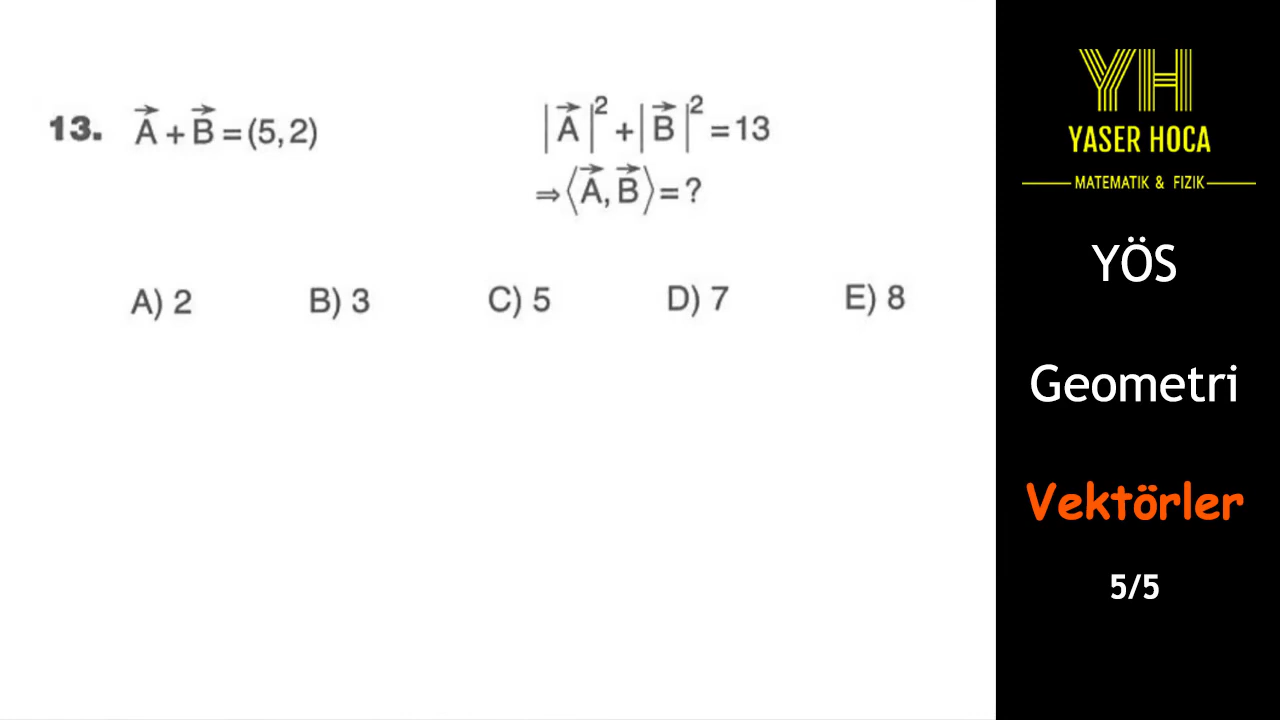 13. A⃗ + B⃗ = (5, 2)
|A⃗|² + |B⃗|² = 13
⇒ ⟨A⃗, B⃗⟩ = ?
A) 2 B) 3 C) 5 D) 7 E) 8
YH
YASER HOCA
MATEMATIK & FIZIK
YÖS
Geometri
Vektörler
5/5